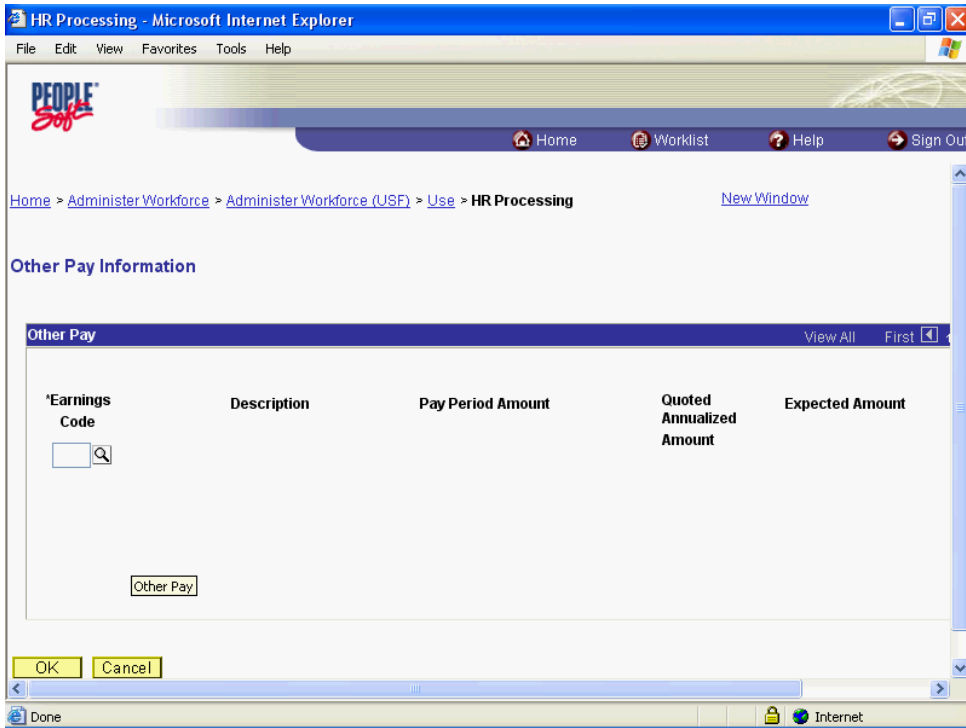 HR Processing - Microsoft Internet Explorer
File Edit View Favorites Tools Help
PEOPLE
Soft
Home Worklist Help Sign Out
Home > Administer Workforce > Administer Workforce (USF) > Use > HR Processing New Window
Other Pay Information
Other Pay View All First
*Earnings Code Description Pay Period Amount Quoted Annualized Amount Expected Amount
Other Pay
OK Cancel
Done Internet